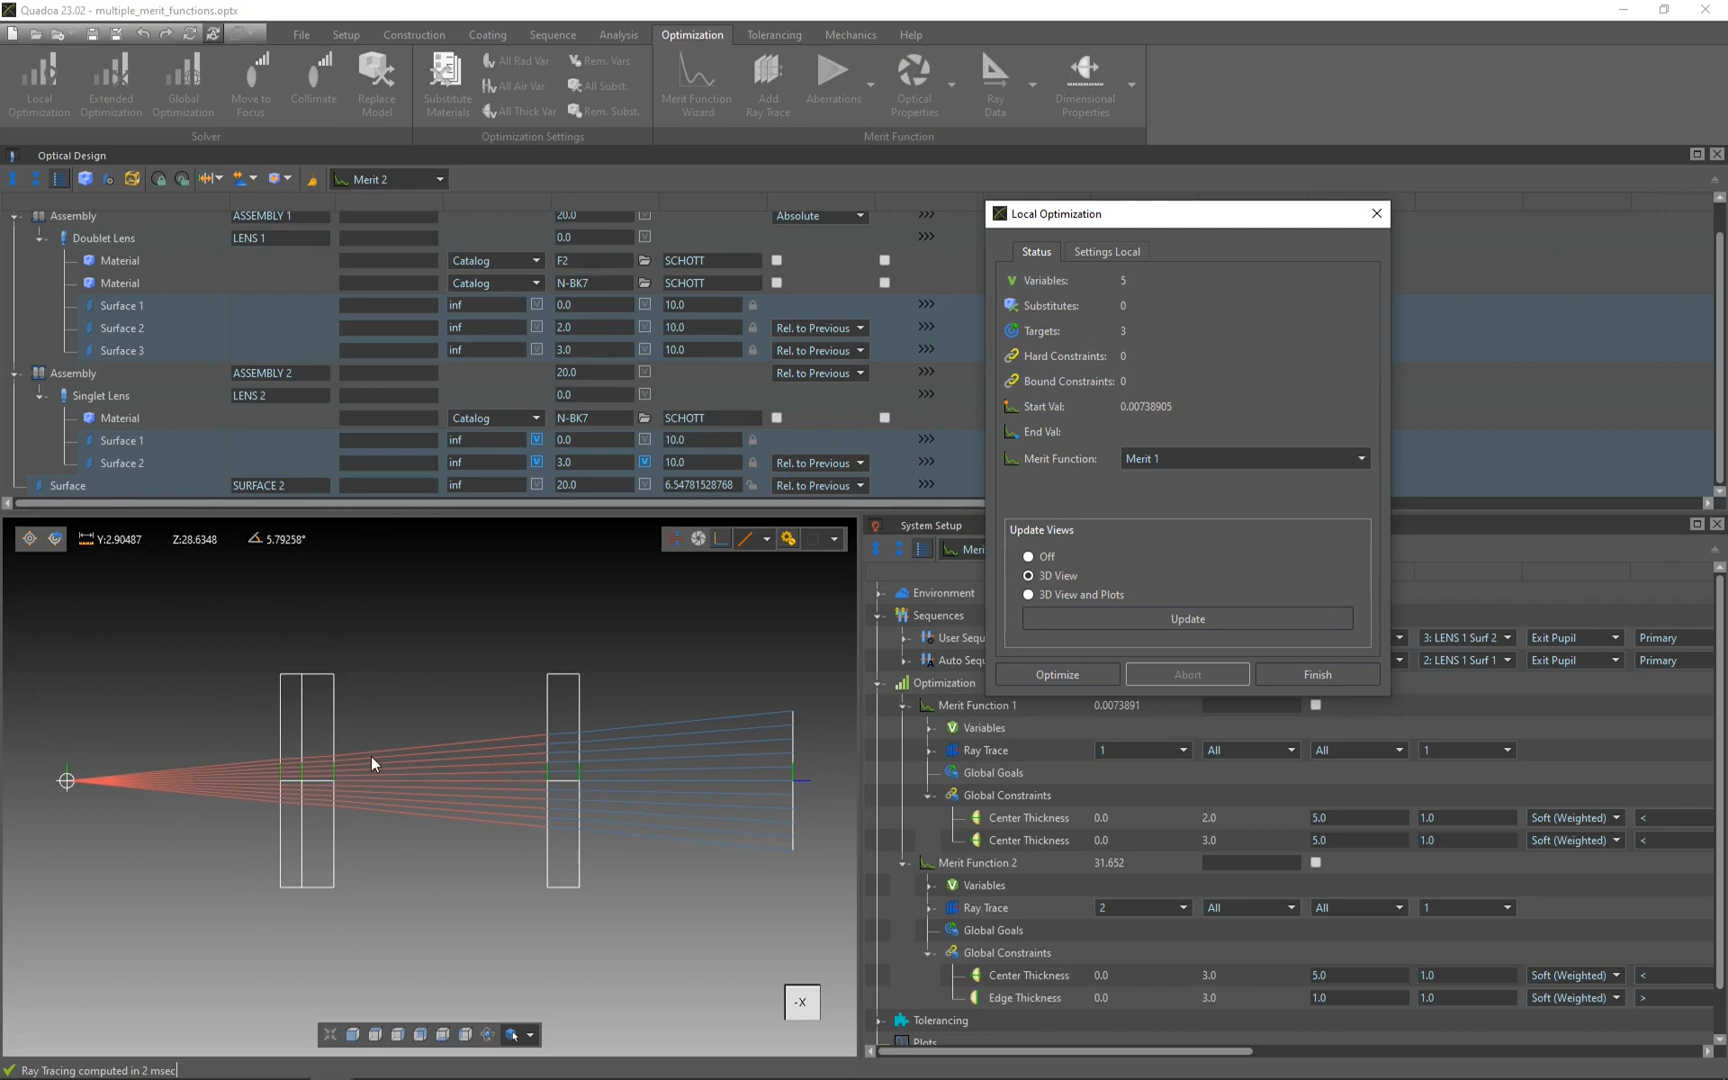 Quadoa 23.02 - multiple_merit_functions.optx
File Setup Construction Coating Sequence Analysis Optimization Tolerancing Mechanics Help
Local Optimization
Extended Optimization
Global Optimization
Move to Focus
Collimate
Replace Model
Substitute Materials
All Rad Var
All Air Var
All Thick Var
Rem. Vars
All Subst.
Rem. Subst.
Merit Function Wizard
Add Ray Trace
Aberrations
Optical Properties
Ray Data
Dimensional Properties
Solver
Optimization Settings
Merit Function
Optical Design
Merit 2
Assembly ASSEMBLY 1 20.0 Absolute >>>
Doublet Lens LENS 1 0.0 >>>
Material Catalog F2 SCHOTT
Material Catalog N-BK7 SCHOTT
Surface 1 inf V 0.0 V 10.0 >>>
Surface 2 inf V 2.0 V 10.0 Rel. to Previous >>>
Surface 3 inf V 3.0 V 10.0 Rel. to Previous >>>
Assembly ASSEMBLY 2 20.0 V Rel. to Previous >>>
Singlet Lens LENS 2 0.0 V >>>
Material Catalog N-BK7 SCHOTT
Surface 1 inf V 0.0 V 10.0 >>>
Surface 2 inf V 3.0 V 10.0 Rel. to Previous >>>
Surface SURFACE 2 inf V 20.0 V 6.54781528768 Rel. to Previous >>>
Local Optimization
Status Settings Local
Variables: 5
Substitutes: 0
Targets: 3
Hard Constraints: 0
Bound Constraints: 0
Start Val: 0.00738905
End Val:
Merit Function: Merit 1
Update Views
Off
3D View
3D View and Plots
Update
Optimize Abort Finish
Y:2.90487 Z:28.6348 5.79258°
-X
System Setup
Meri
Environment
Sequences
User Sequ 3: LENS 1 Surf 2 Exit Pupil Primary
Auto Seq 2: LENS 1 Surf 1 Exit Pupil Primary
Optimization
Merit Function 1 0.0073891
Variables
Ray Trace 1 All All 1
Global Goals
Global Constraints
Center Thickness 0.0 2.0 5.0 1.0 Soft (Weighted) <
Center Thickness 0.0 3.0 5.0 1.0 Soft (Weighted) <
Merit Function 2 31.652
Variables
Ray Trace 2 All All 1
Global Goals
Global Constraints
Center Thickness 0.0 3.0 5.0 1.0 Soft (Weighted) <
Edge Thickness 0.0 3.0 1.0 1.0 Soft (Weighted) >
Tolerancing
Plots
Ray Tracing computed in 2 msec